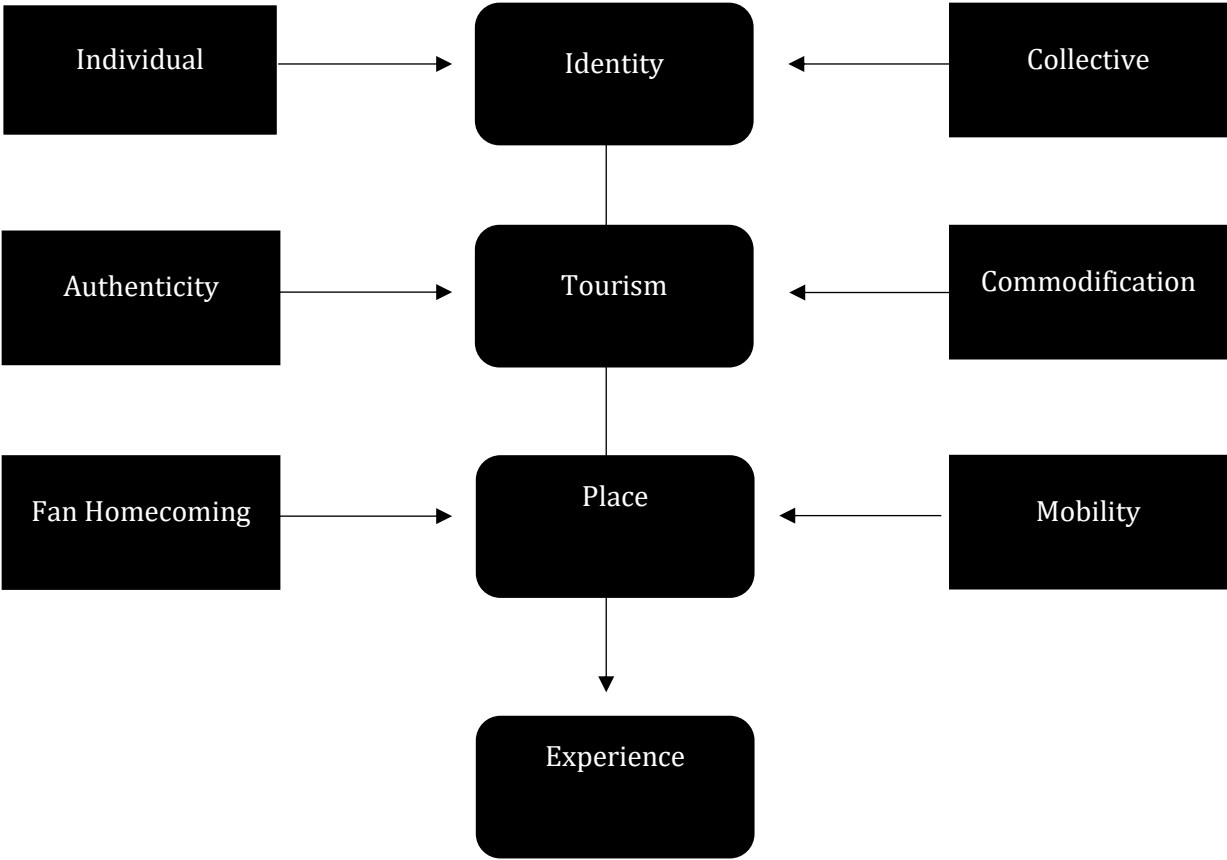 Individual
Identity
Collective
Authenticity
Tourism
Commodification
Fan Homecoming
Place
Mobility
Experience